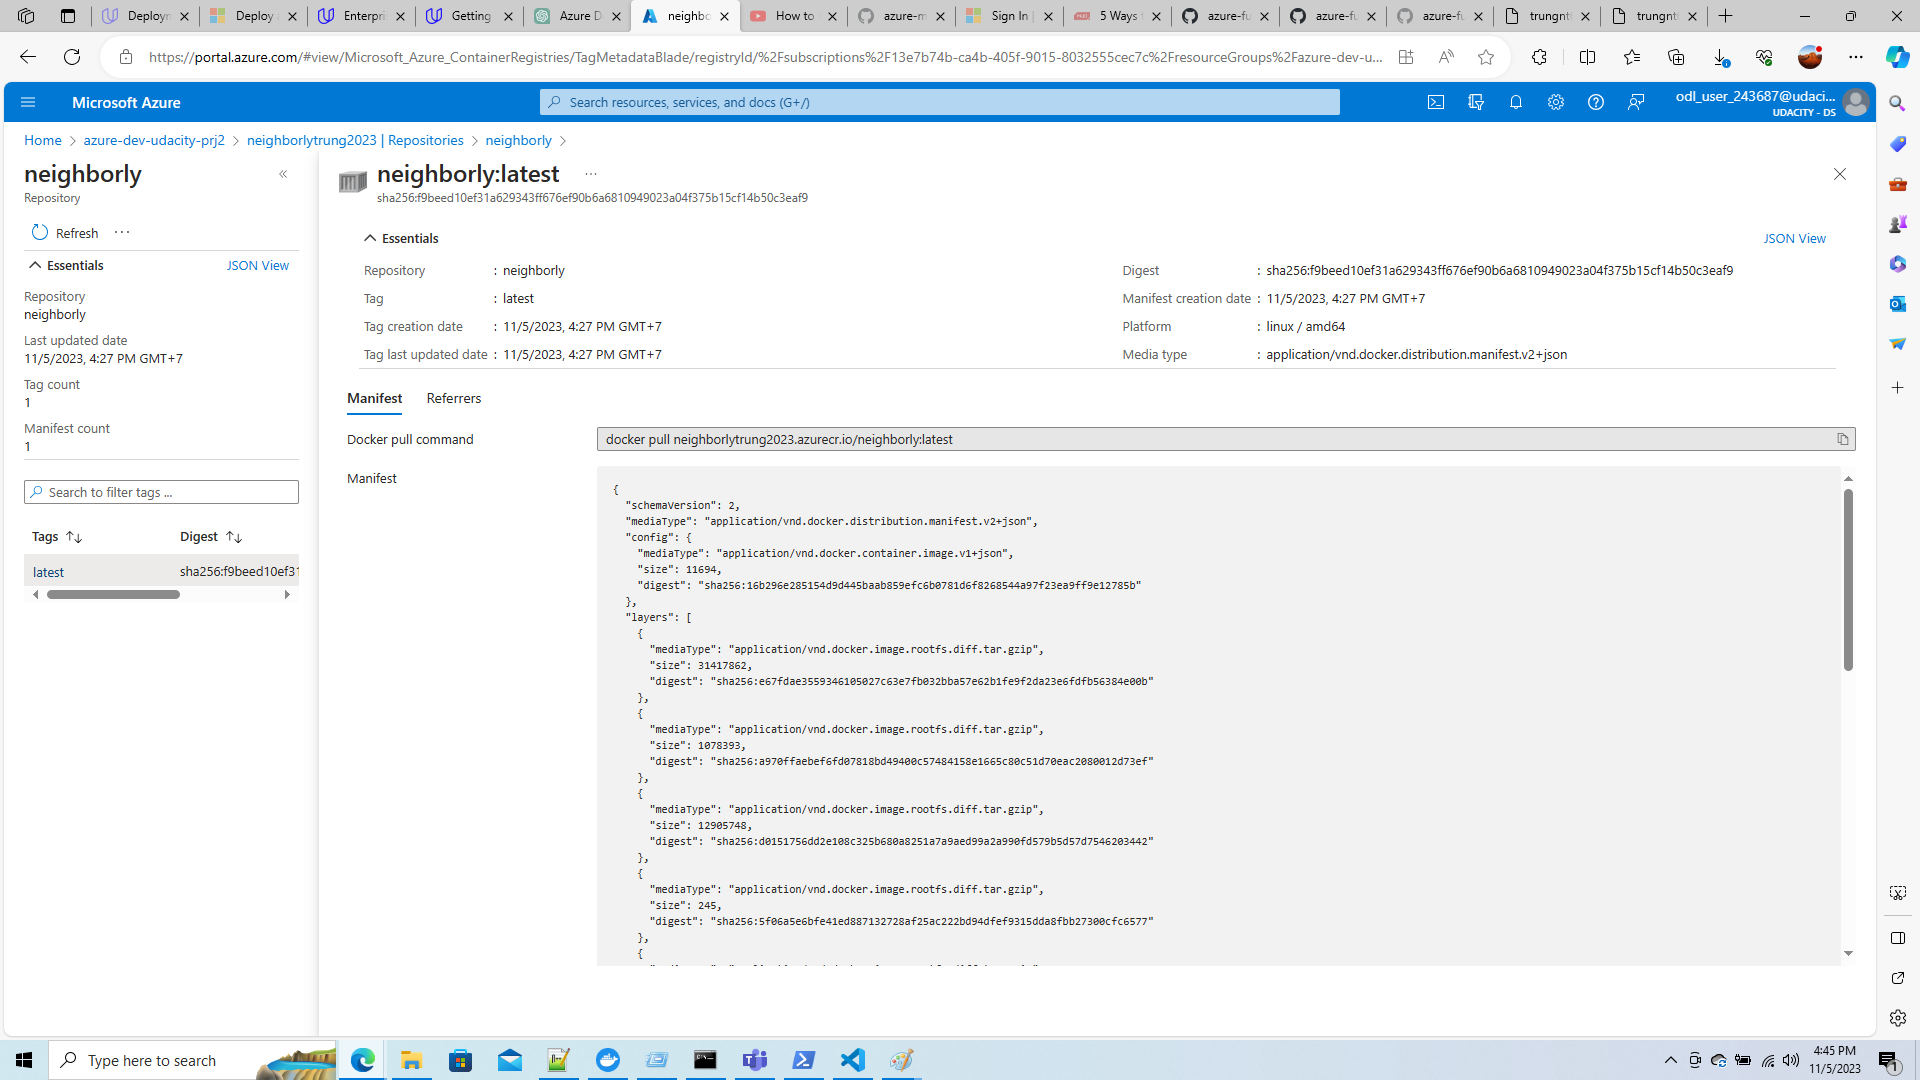 Deploym
Deploy a
Enterpris
Getting
Azure De
neighbo
How to
azure-m
Sign In |
5 Ways t
azure-fu
azure-fu
azure-fu
trungntl
trungntl
https://portal.azure.com/#view/Microsoft_Azure_ContainerRegistries/TagMetadataBlade/registryId/%2Fsubscriptions%2F13e7b74b-ca4b-405f-9015-8032555cec7c%2FresourceGroups%2Fazure-dev-u...
Microsoft Azure
Search resources, services, and docs (G+/)
odl_user_243687@udaci...
UDACITY - DS
Home > azure-dev-udacity-prj2 > neighborlytrung2023 | Repositories > neighborly >
neighborly
Repository
Refresh ...
Essentials
JSON View
Repository
neighborly
Last updated date
11/5/2023, 4:27 PM GMT+7
Tag count
1
Manifest count
1
Search to filter tags ...
Tags
Digest
latest
sha256:f9beed10ef31
neighborly:latest ...
sha256:f9beed10ef31a629343ff676ef90b6a6810949023a04f375b15cf14b50c3eaf9
Essentials
JSON View
Repository : neighborly
Tag : latest
Tag creation date : 11/5/2023, 4:27 PM GMT+7
Tag last updated date : 11/5/2023, 4:27 PM GMT+7
Digest : sha256:f9beed10ef31a629343ff676ef90b6a6810949023a04f375b15cf14b50c3eaf9
Manifest creation date : 11/5/2023, 4:27 PM GMT+7
Platform : linux / amd64
Media type : application/vnd.docker.distribution.manifest.v2+json
Manifest
Referrers
Docker pull command
docker pull neighborlytrung2023.azurecr.io/neighborly:latest
Manifest
{
"schemaVersion": 2,
"mediaType": "application/vnd.docker.distribution.manifest.v2+json",
"config": {
"mediaType": "application/vnd.docker.container.image.v1+json",
"size": 11694,
"digest": "sha256:16b296e285154d9d445baab859efc6b0781d6f8268544a97f23ea9ff9e12785b"
},
"layers": [
{
"mediaType": "application/vnd.docker.image.rootfs.diff.tar.gzip",
"size": 31417862,
"digest": "sha256:e67fdae3559346105027c63e7fb032bba57e62b1fe9f2da23e6fdfb56384e00b"
},
{
"mediaType": "application/vnd.docker.image.rootfs.diff.tar.gzip",
"size": 1078393,
"digest": "sha256:a970ffaebef6fd07818bd49400c57484158e1665c80c51d70eac2080012d73ef"
},
{
"mediaType": "application/vnd.docker.image.rootfs.diff.tar.gzip",
"size": 12905748,
"digest": "sha256:d0151756dd2e108c325b680a8251a7a9aed99a2a990fd579b5d57d7546203442"
},
{
"mediaType": "application/vnd.docker.image.rootfs.diff.tar.gzip",
"size": 245,
"digest": "sha256:5f06a5e6bfe41ed887132728af25ac222bd94dfef9315dda8fbb27300cfc6577"
},
{
Type here to search
4:45 PM
11/5/2023
1